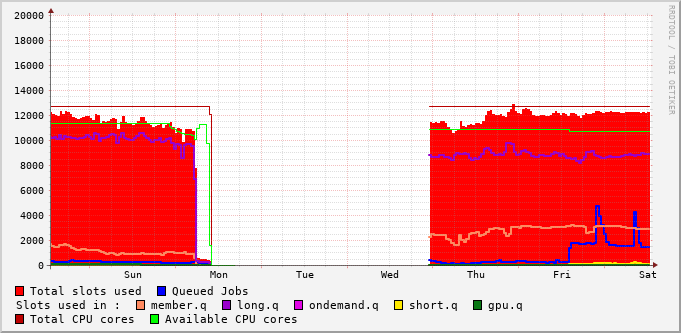 RRDTOOL / TOBI OETIKER
20000
18000
16000
14000
12000
10000
8000
6000
4000
2000
0
Sun Mon Tue Wed Thu Fri Sat
Total slots used Queued Jobs
Slots used in : member.q long.q ondemand.q short.q gpu.q
Total CPU cores Available CPU cores